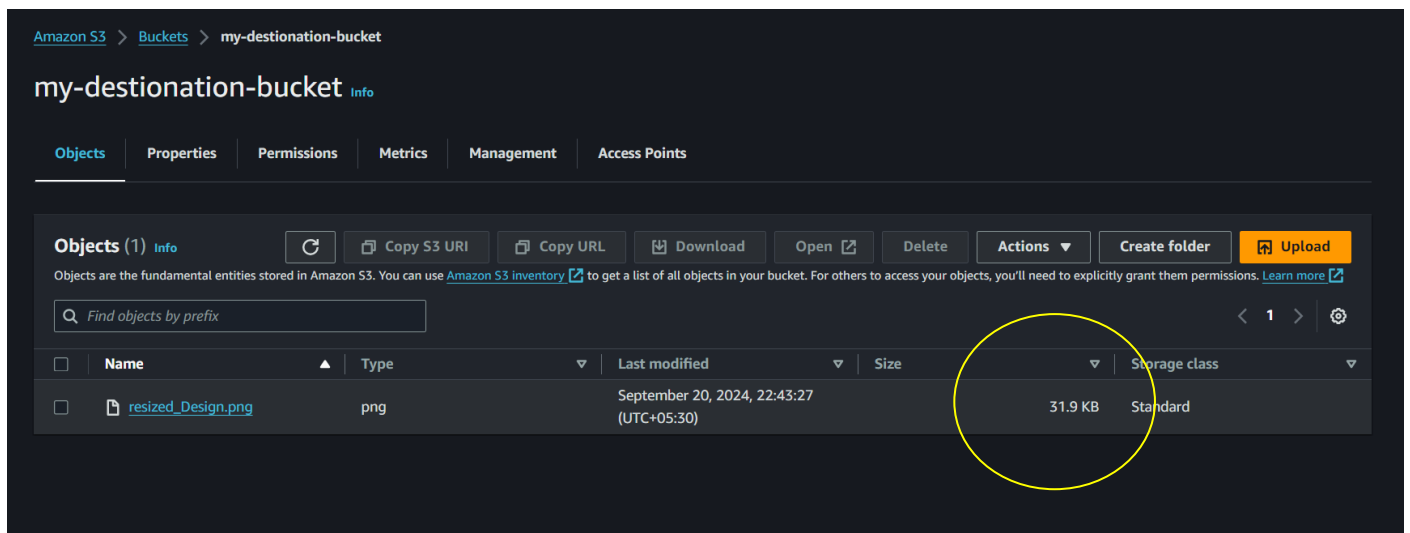 Amazon S3 > Buckets > my-destionation-bucket
my-destionation-bucket Info
Objects Properties Permissions Metrics Management Access Points
Objects (1) Info Copy S3 URI Copy URL Download Open Delete Actions Create folder Upload
Objects are the fundamental entities stored in Amazon S3. You can use Amazon S3 inventory to get a list of all objects in your bucket. For others to access your objects, you'll need to explicitly grant them permissions. Learn more
Find objects by prefix 1
Name Type Last modified Size Storage class
resized_Design.png png September 20, 2024, 22:43:27 31.9 KB Standard
(UTC+05:30)